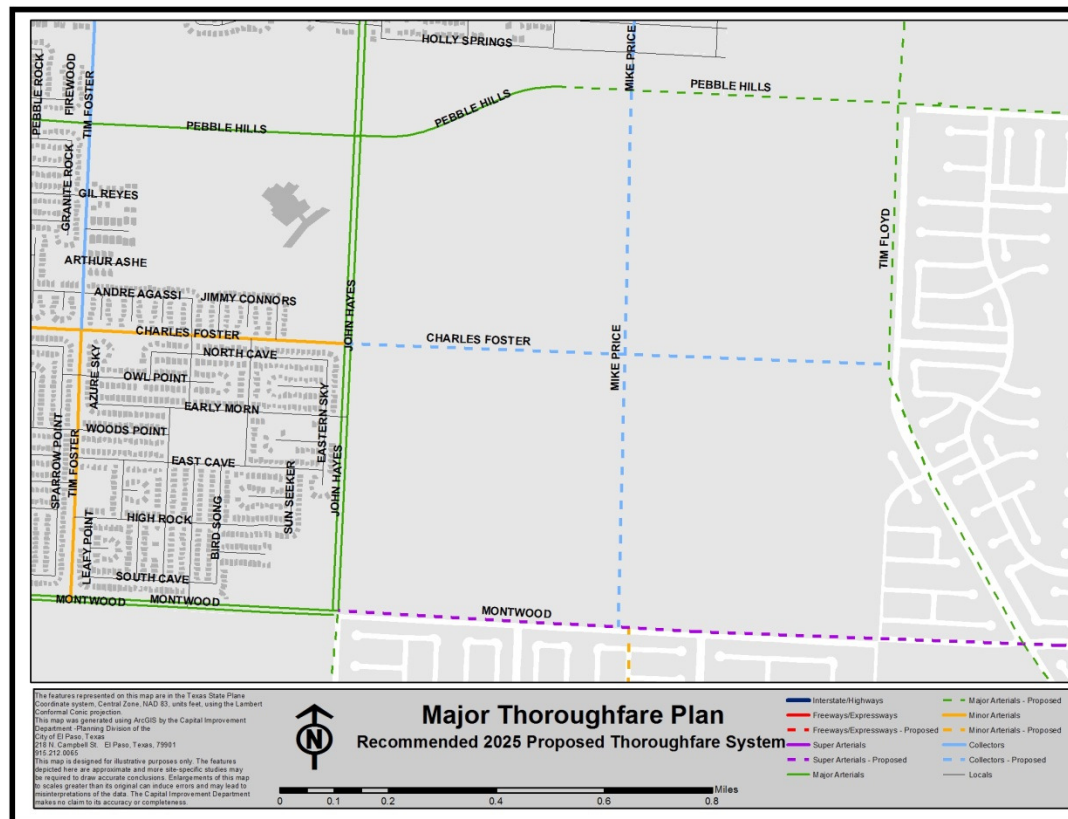 HOLLY SPRINGS
PEBBLE ROCK
FIREWOOD
TIM FOSTER
MIKE PRICE
PEBBLE HILLS
PEBBLE HILLS
PEBBLE HILLS
GRANITE ROCK
GIL REYES
TIM FLOYD
ARTHUR ASHE
ANDRE AGASSI
JIMMY CONNORS
JOHN HAYES
CHARLES FOSTER
CHARLES FOSTER
NORTH CAVE
MIKE PRICE
AZURE SKY
OWL POINT
EARLY MORN
EASTERN SKY
SPARROW POINT
WOODS POINT
TIM FOSTER
EAST CAVE
JOHN HAYES
SUN SEEKER
HIGH ROCK
BIRD SONG
LEAFY POINT
SOUTH CAVE
MONTWOOD
MONTWOOD
MONTWOOD
The features represented on this map are in the Texas State Plane
Coordinate system, Central Zone, NAD 83, units feet, using the Lambert
Conformal Conic projection.
This map was generated using ArcGIS by the Capital Improvement
Department -Planning Division of the
City of El Paso, Texas
218 N. Campbell St. El Paso, Texas, 79901
915.212.0065
This map is designed for illustrative purposes only. The features
depicted here are approximate and more site-specific studies may
be required to draw accurate conclusions. Enlargements of this map
to scales greater than its original can induce errors and may lead to
misinterpretations of the data. The Capital Improvement Department
makes no claim to its accuracy or completeness.
N
Major Thoroughfare Plan
Recommended 2025 Proposed Thoroughfare System
0 0.1 0.2 0.4 0.6 0.8 Miles
Interstate/Highways
Freeways/Expressways
Freeways/Expressways - Proposed
Super Arterials
Super Arterials - Proposed
Major Arterials
Major Arterials - Proposed
Minor Arterials
Minor Arterials - Proposed
Collectors
Collectors - Proposed
Locals